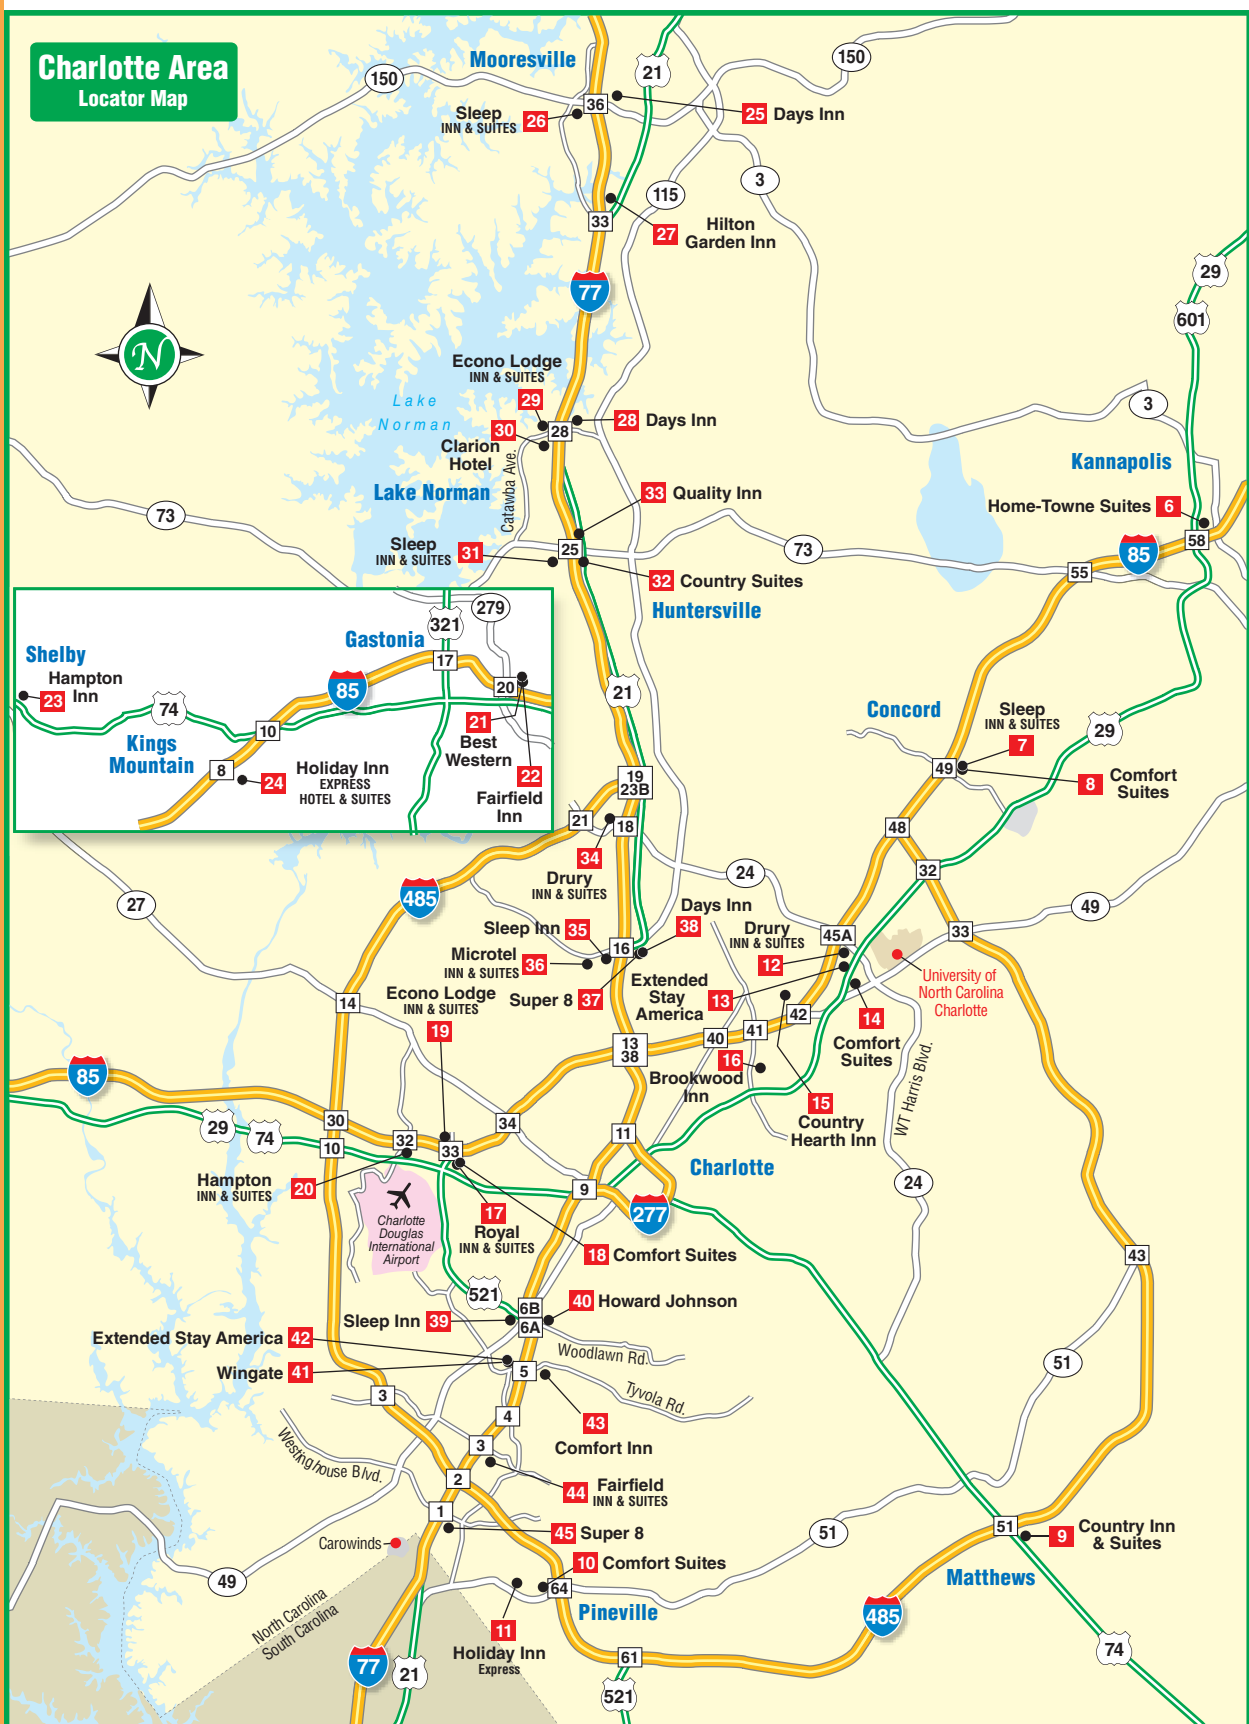 Charlotte Area
Locator Map
Mooresville
150
21
150
36
Sleep
INN & SUITES
26
25 Days Inn
3
115
33
27
Hilton
Garden Inn
29
77
601
N
Econo Lodge
INN & SUITES
29
Lake
Norman
30
28
28 Days Inn
3
Clarion
Hotel
Catawba Ave.
Kannapolis
Lake Norman
33 Quality Inn
Home-Towne Suites 6
73
58
Sleep
INN & SUITES
31
25
73
85
55
32 Country Suites
Huntersville
279
321
Gastonia
Shelby
Hampton
Inn
23
17
85
20
74
21
Best
Western
10
Kings
Mountain
8
24
Holiday Inn
EXPRESS
HOTEL & SUITES
22
Fairfield
Inn
21
Concord
Sleep
INN & SUITES
7
29
49
8
Comfort
Suites
19
23B
21
18
48
34
Drury
INN & SUITES
32
24
485
27
49
Days Inn
38
Drury
INN & SUITES
12
45A
33
Sleep Inn 35
16
Microtel
INN & SUITES
36
University of
North Carolina
Charlotte
Extended
Stay
America
13
Econo Lodge
INN & SUITES
19
Super 8 37
14
42
14
Comfort
Suites
13
38
40
41
16
Brookwood
Inn
WT Harris Blvd.
85
15
Country
Hearth Inn
29
74
30
10
32
33
34
11
Charlotte
Hampton
INN & SUITES
20
9
24
Charlotte
Douglas
International
Airport
17
Royal
INN & SUITES
277
18 Comfort Suites
43
521
6B
6A
40 Howard Johnson
Sleep Inn 39
Extended Stay America 42
Woodlawn Rd.
Wingate 41
5
51
Tyvola Rd.
3
4
43
Comfort Inn
Westinghouse Blvd.
3
2
44
Fairfield
INN & SUITES
1
45 Super 8
51
51
9
Country Inn
& Suites
Carowinds
10 Comfort Suites
49
64
Matthews
North Carolina
South Carolina
Pineville
485
11
Holiday Inn
Express
77
21
61
74
521